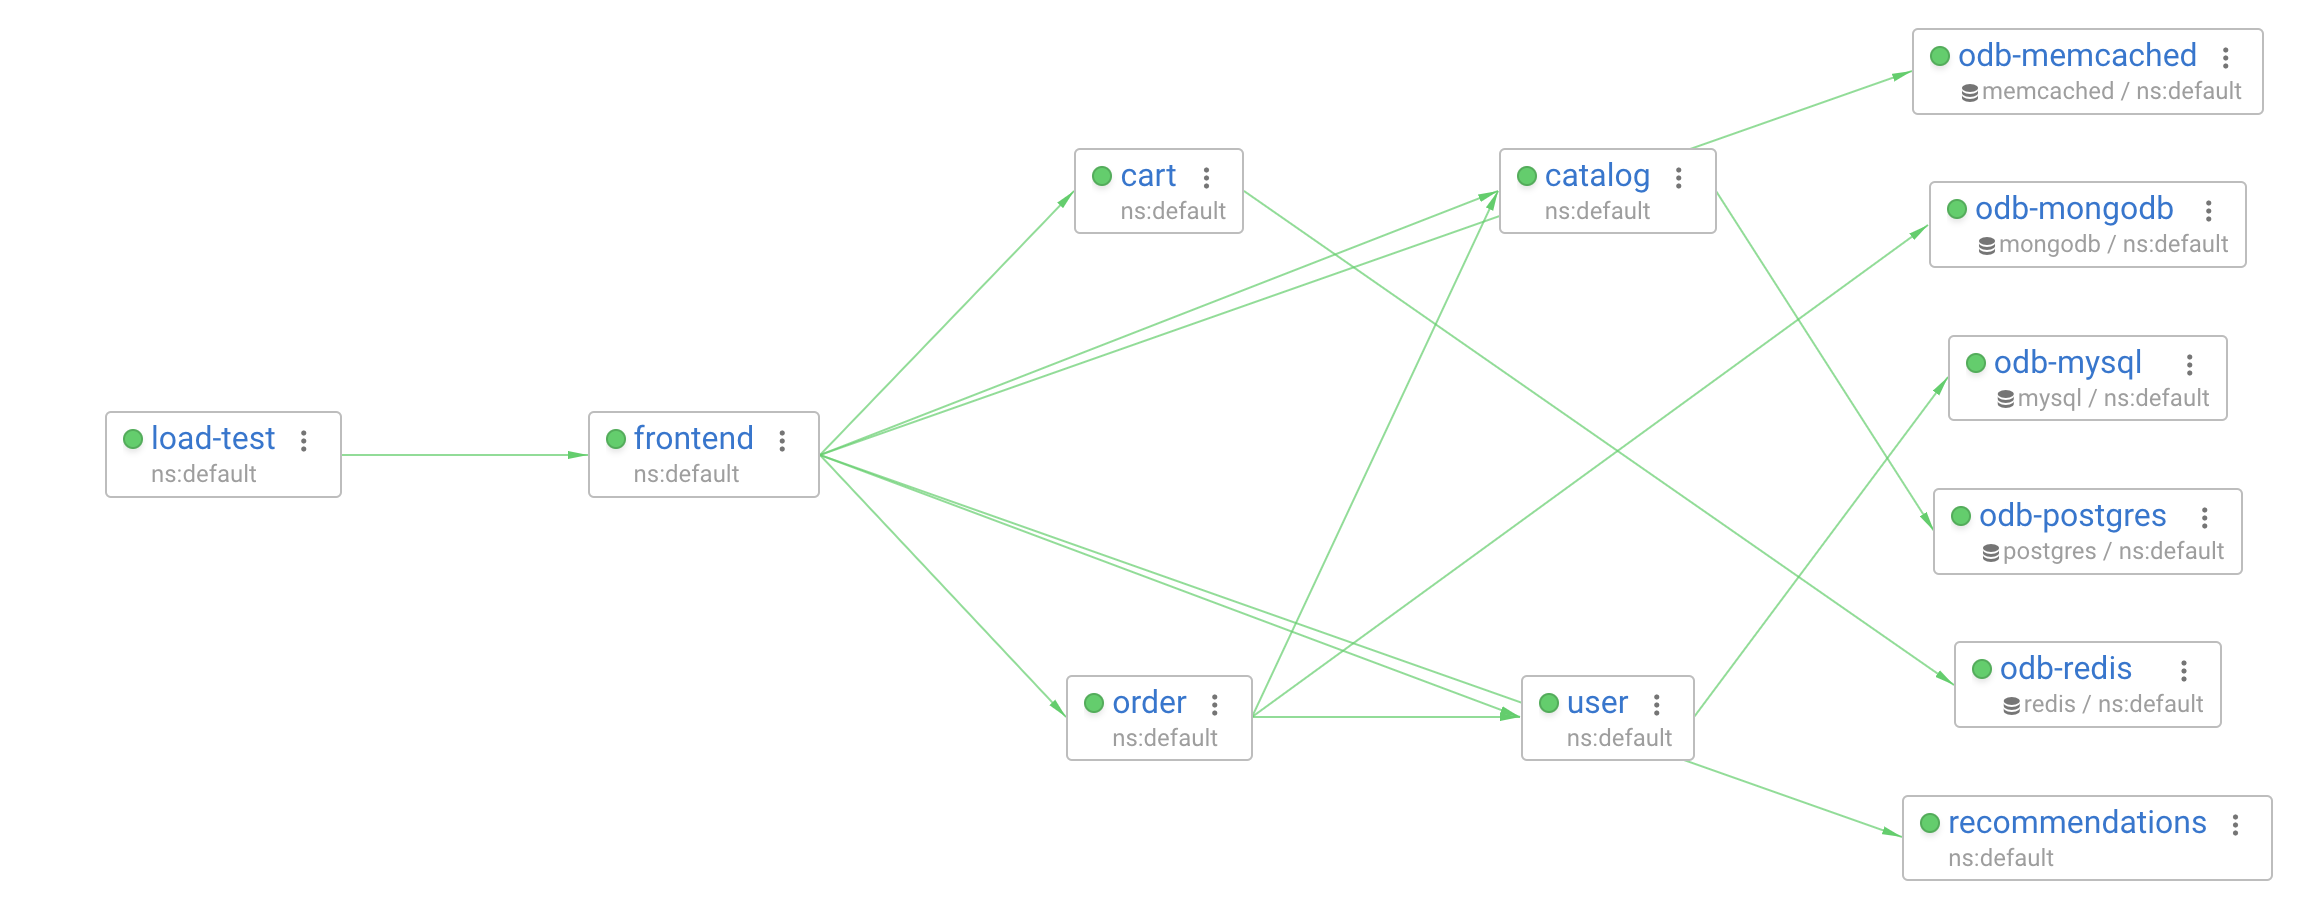 load-test
ns:default
frontend
ns:default
cart
ns:default
order
ns:default
catalog
ns:default
user
ns:default
odb-memcached
memcached / ns:default
odb-mongodb
mongodb / ns:default
odb-mysql
mysql / ns:default
odb-postgres
postgres / ns:default
odb-redis
redis / ns:default
recommendations
ns:default